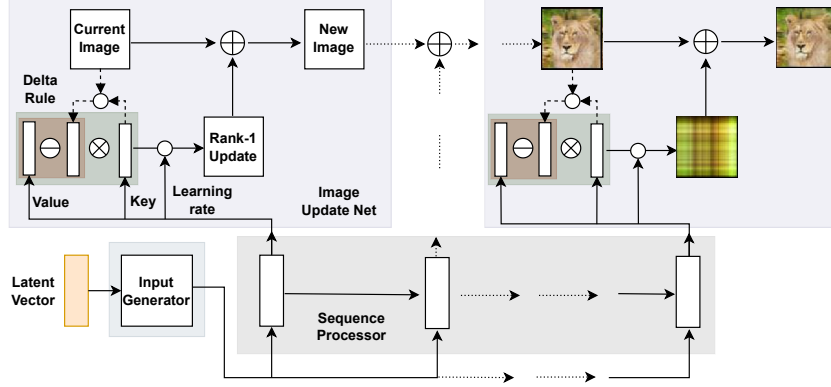 Current
Image
New
Image
Delta
Rule
Rank-1
Update
Value
Key
Learning
rate
Image
Update Net
Latent
Vector
Input
Generator
Sequence
Processor